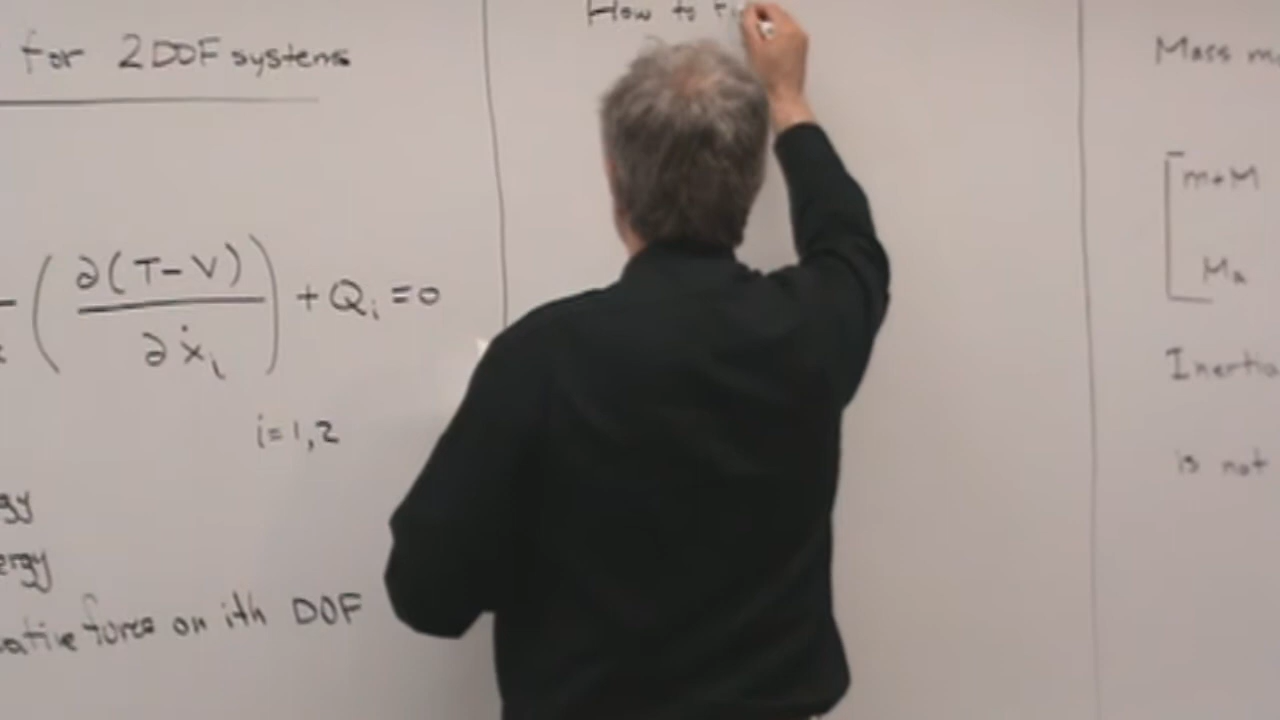 for 2DOF systems
( ∂(T-V) / ∂ẋᵢ ) + Qᵢ = 0
i=1,2
gy
ergy
ative force on ith DOF
How to
Mass m
m+M
Ma
Inertia
is not